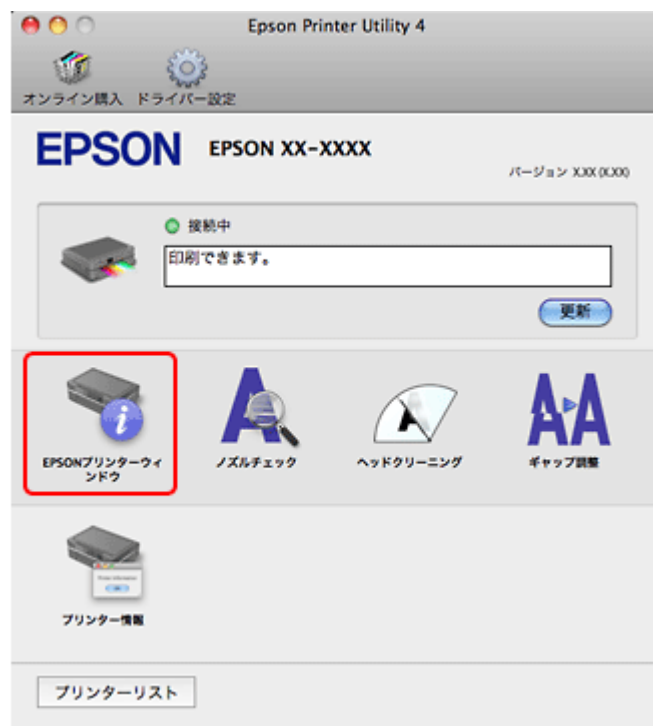 Epson Printer Utility 4
オンライン購入 ドライバー設定
EPSON EPSON XX-XXXX
バージョン X.XX (X.XX)
接続中
印刷できます。
更新
EPSONプリンターウィ
ンドウ
ノズルチェック
ヘッドクリーニング
ギャップ調整
プリンター情報
プリンターリスト